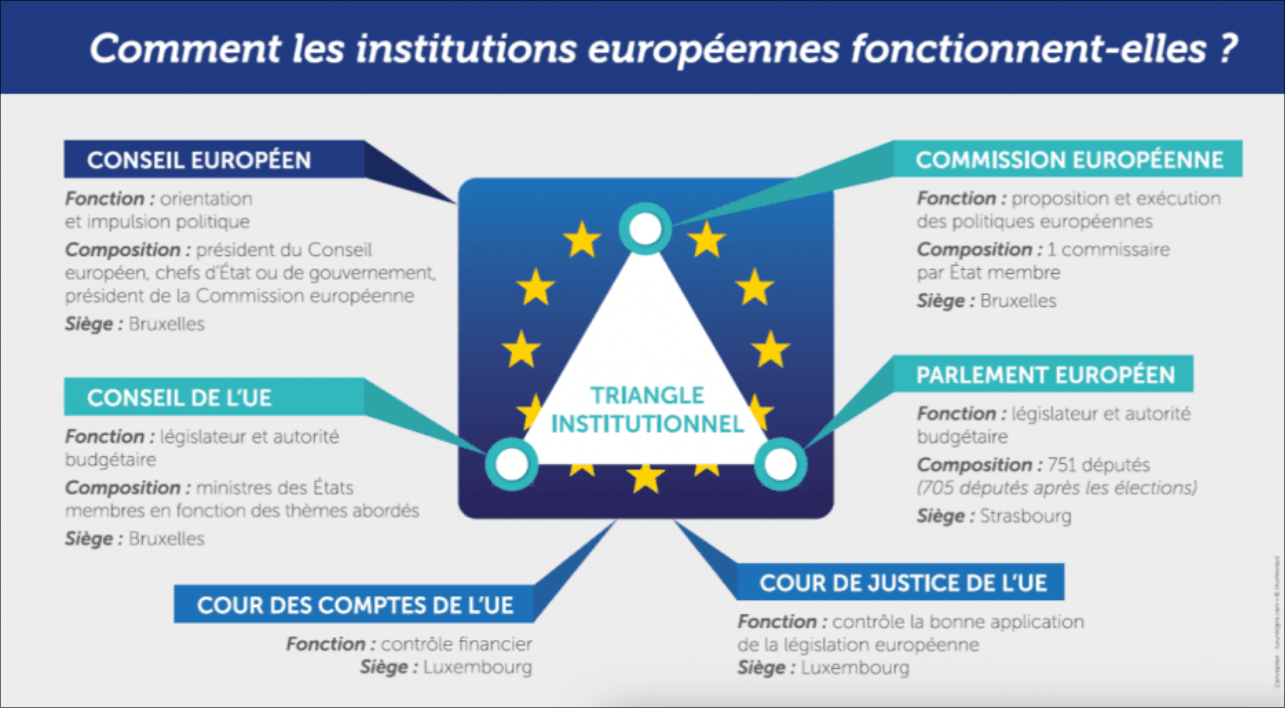 Comment les institutions européennes fonctionnent-elles ?
CONSEIL EUROPÉEN
Fonction : orientation
et impulsion politique
Composition : président du Conseil
européen, chefs d'État ou de gouvernement,
président de la Commission européenne
Siège : Bruxelles
COMMISSION EUROPÉENNE
Fonction : proposition et exécution
des politiques européennes
Composition : 1 commissaire
par État membre
Siège : Bruxelles
CONSEIL DE L'UE
Fonction : législateur et autorité
budgétaire
Composition : ministres des États
membres en fonction des thèmes abordés
Siège : Bruxelles
TRIANGLE
INSTITUTIONNEL
PARLEMENT EUROPÉEN
Fonction : législateur et autorité
budgétaire
Composition : 751 députés
(705 députés après les élections)
Siège : Strasbourg
COUR DES COMPTES DE L'UE
Fonction : contrôle financier
Siège : Luxembourg
COUR DE JUSTICE DE L'UE
Fonction : contrôle la bonne application
de la législation européenne
Siège : Luxembourg